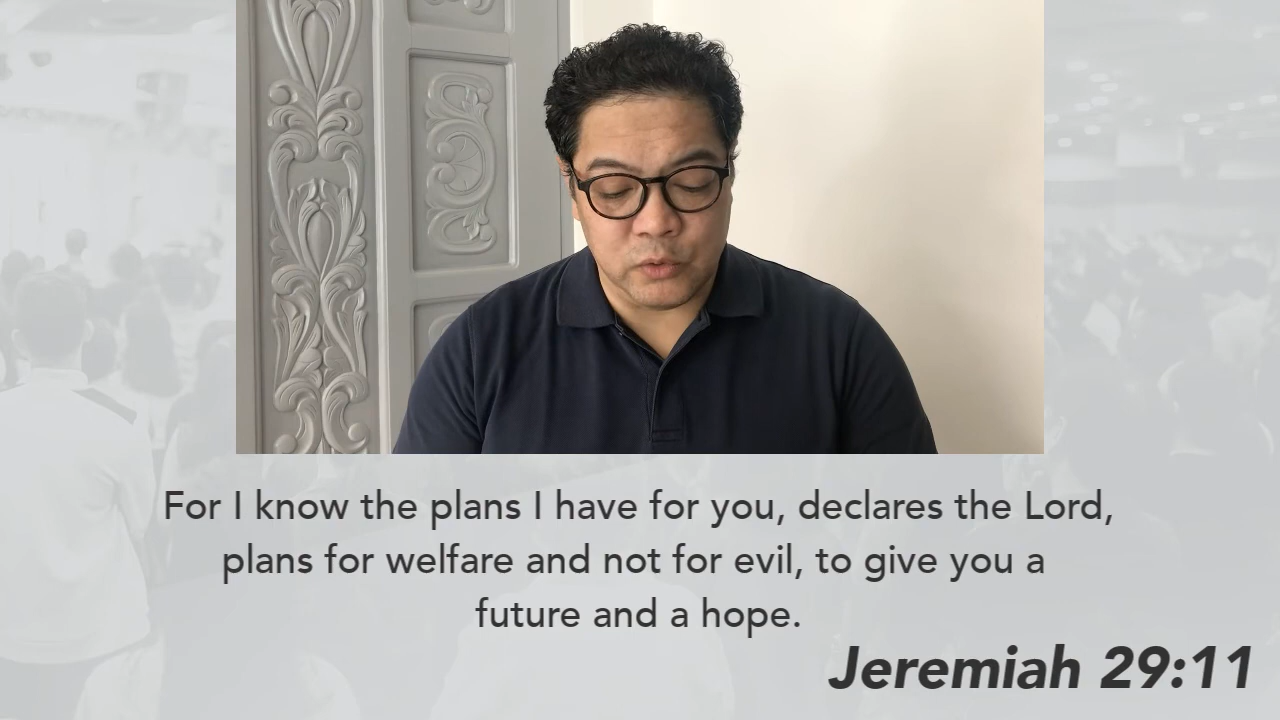 For I know the plans I have for you, declares the Lord,
plans for welfare and not for evil, to give you a
future and a hope.
Jeremiah 29:11